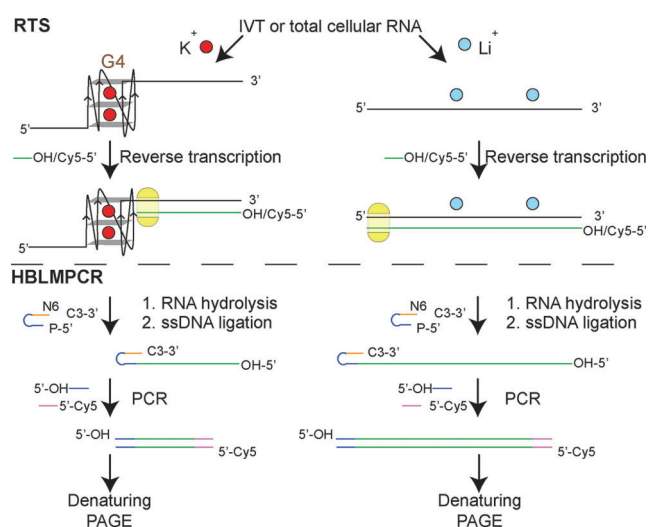 RTS
IVT or total cellular RNA
K+
Li+
G4
3’
5’
5’
3’
OH/Cy5-5’
Reverse transcription
OH/Cy5-5’
Reverse transcription
3’
OH/Cy5-5’
5’
5’
3’
OH/Cy5-5’
HBLMPCR
N6
C3-3’
P-5’
1. RNA hydrolysis
2. ssDNA ligation
N6
C3-3’
P-5’
1. RNA hydrolysis
2. ssDNA ligation
C3-3’
OH-5’
C3-3’
OH-5’
5’-OH
5’-Cy5
PCR
5’-OH
5’-Cy5
PCR
5’-OH
5’-Cy5
5’-OH
5’-Cy5
Denaturing
PAGE
Denaturing
PAGE